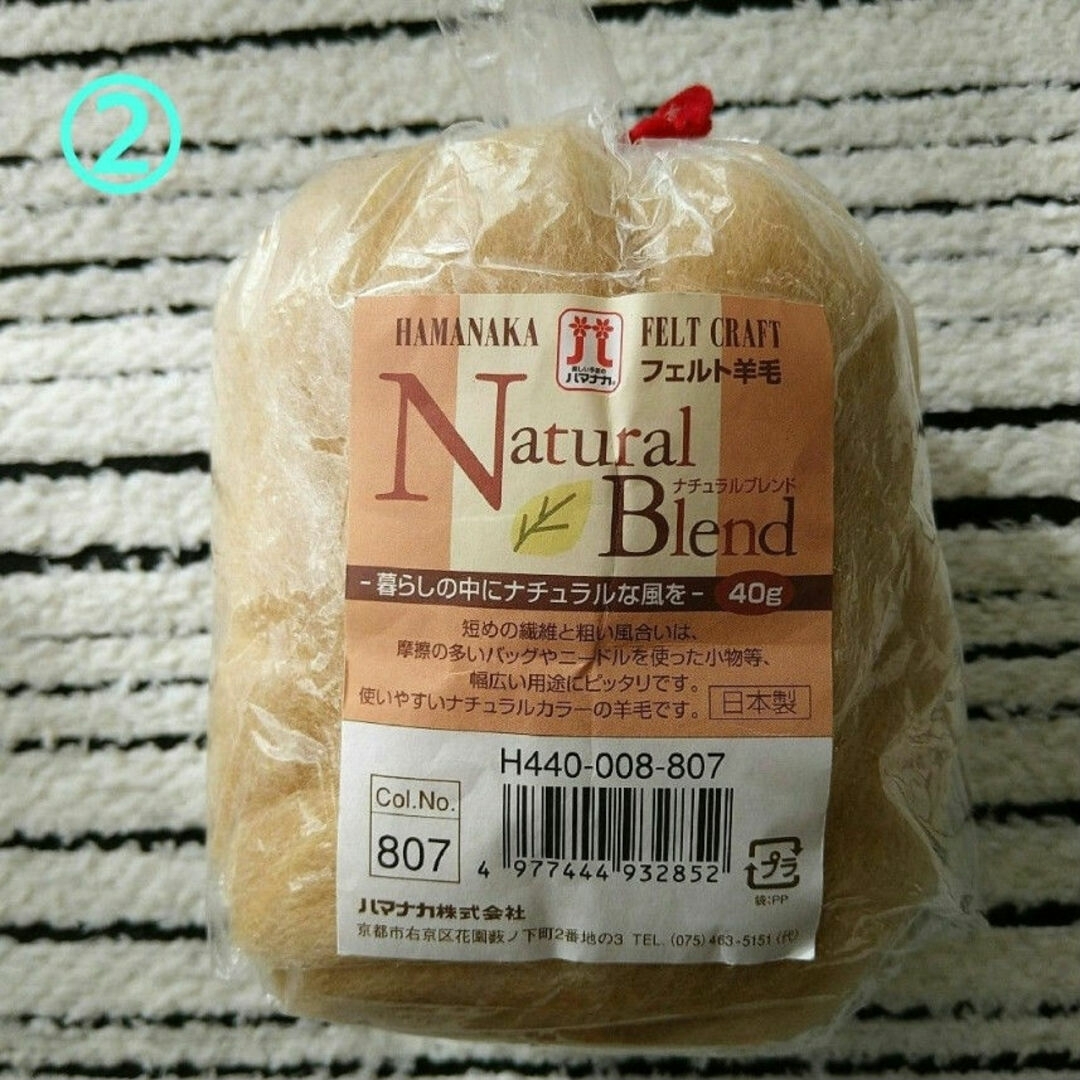 ②
HAMANAKA FELT CRAFT
楽しい手芸の
ハマナカ®
フェルト羊毛
Natural
ナチュラルブレンド
Blend
-暮らしの中にナチュラルな風を- 40g
短めの繊維と粗い風合いは、
摩擦の多いバッグやニードルを使った小物等、
幅広い用途にピッタリです。
使いやすいナチュラルカラーの羊毛です。 日本製
H440-008-807
Col.No.
807
4 977444 932852
プラ
袋:PP
ハマナカ株式会社
京都市右京区花園薮ノ下町2番地の3 TEL. (075) 463-5151 (代)